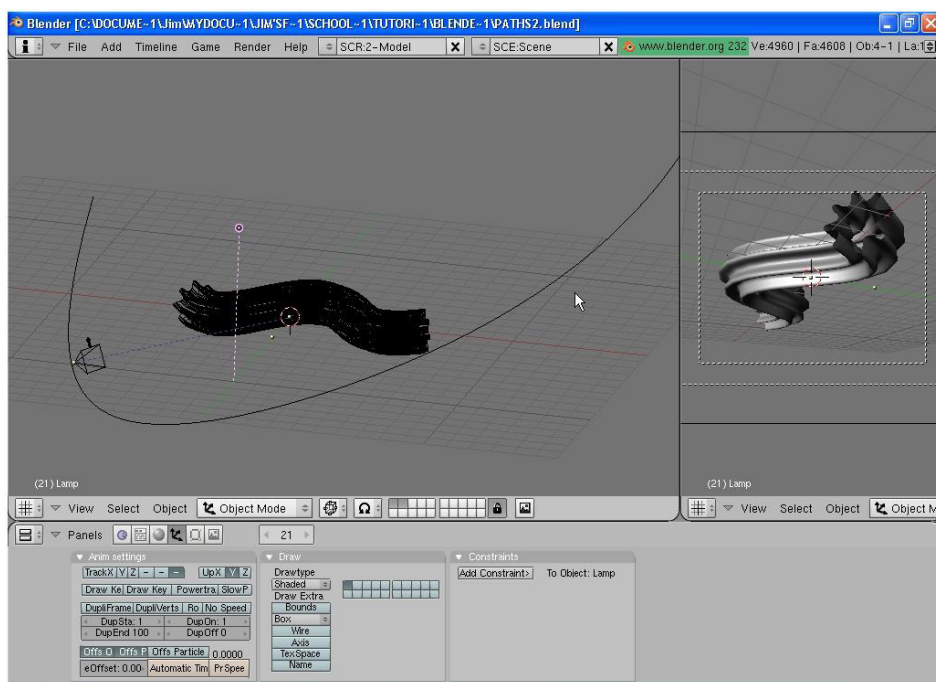 Blender [C:\DOCUME~1\Jim\MYDOCU~1\JIM'SF~1\SCHOOL~1\TUTORI~1\BLENDE~1\PATHS2.blend]
File Add Timeline Game Render Help SCR:2-Model X SCE:Scene X www.blender.org 232 Ve:4960 | Fa:4608 | Ob:4-1 | La:1
(21) Lamp (21) Lamp
View Select Object Object Mode View Select Object Object M
Panels 21
Anim settings Draw Constraints
TrackX Y Z - - - UpX Y Z Drawtype Add Constraint> To Object: Lamp
Draw Ke Draw Key Powertra SlowP Shaded
Draw Extra
DupliFrame DupliVerts Ro No Speed Bounds
DupSta: 1 DupOn: 1 Box
DupEnd 100 DupOff 0 Wire
Axis
Offs O Offs P Offs Particle 0.0000 TexSpace
eOffset: 0.00 Automatic Tim PrSpee Name